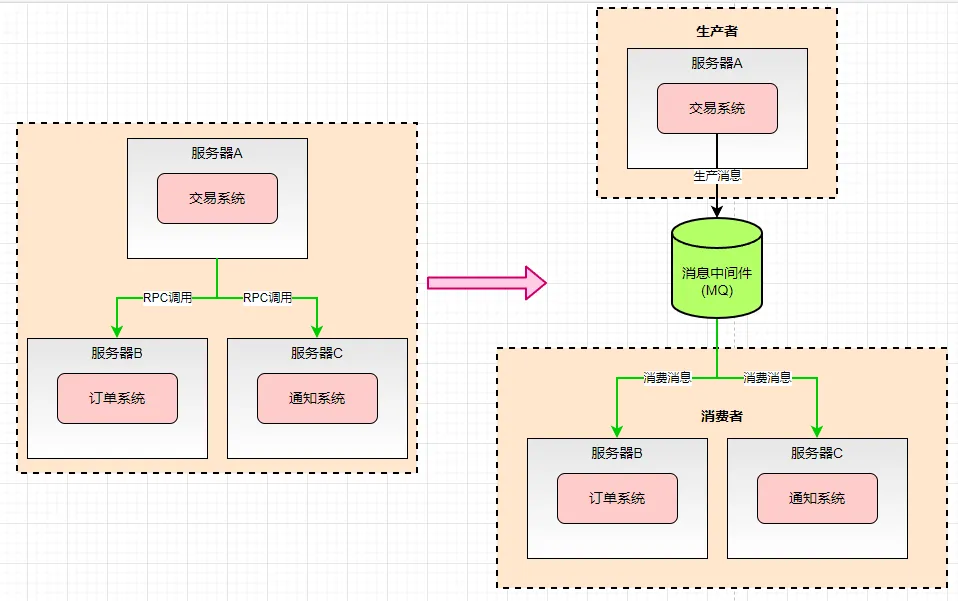 服务器A
交易系统
RPC调用
RPC调用
服务器B
订单系统
服务器C
通知系统
生产者
服务器A
交易系统
生产消息
消息中间件
(MQ)
消费消息
消费消息
消费者
服务器B
订单系统
服务器C
通知系统